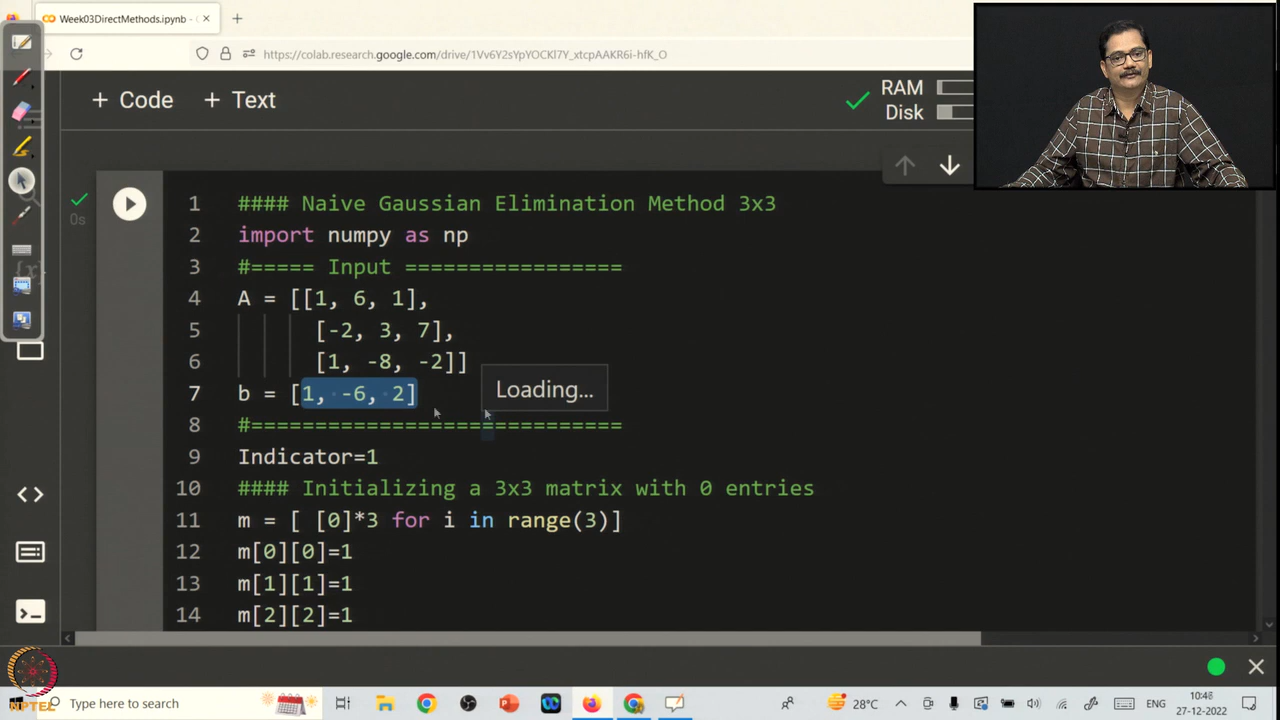 Week03DirectMethods.ipynb -
https://colab.research.google.com/drive/1Vv6Y2sYpYOCKl7Y_xtcpAAKR6i-hfK_O
+ Code + Text
RAM
Disk
0s
1 #### Naive Gaussian Elimination Method 3x3
2 import numpy as np
3 #===== Input =================
4 A = [[1, 6, 1],
5 [-2, 3, 7],
6 [1, -8, -2]]
7 b = [1, -6, 2]
Loading...
8 #=============================
9 Indicator=1
10 #### Initializing a 3x3 matrix with 0 entries
11 m = [ [0]*3 for i in range(3)]
12 m[0][0]=1
13 m[1][1]=1
14 m[2][2]=1
NPTEL
Type here to search
28°C
ENG
10:46
27-12-2022